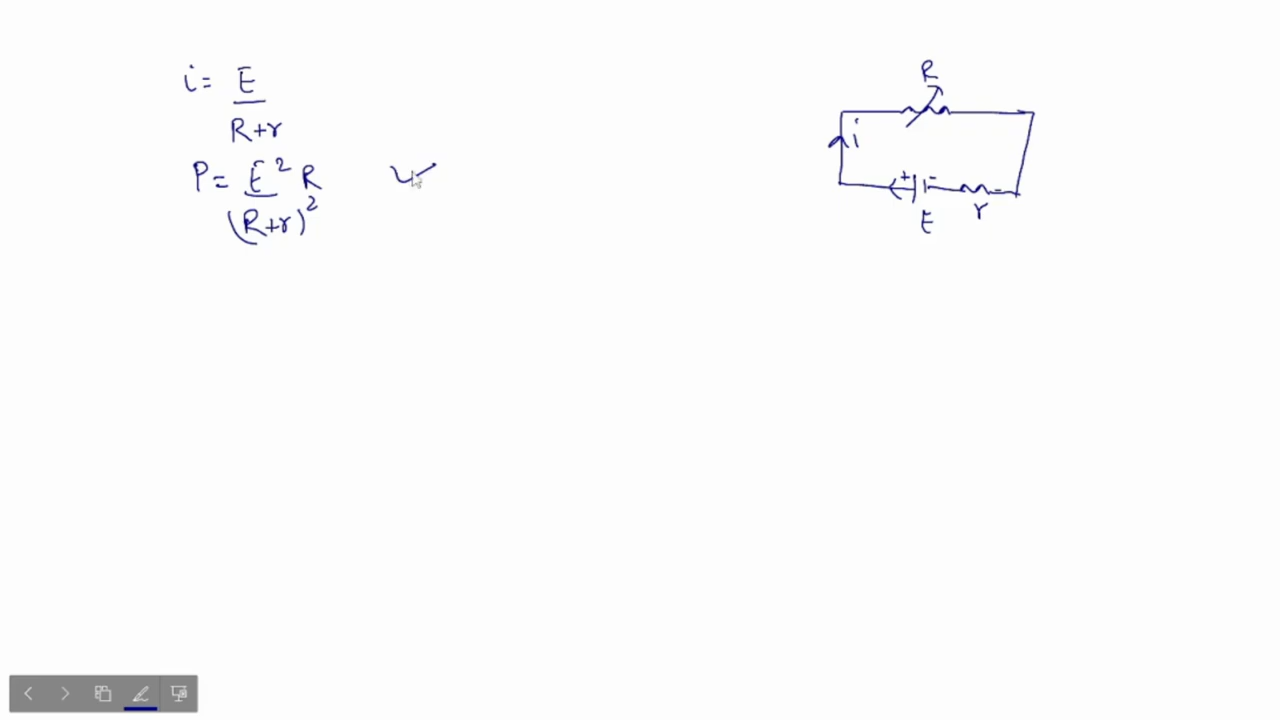 i = E
R+r
P = E² R
(R+r)²
R
i
+ -
E
r